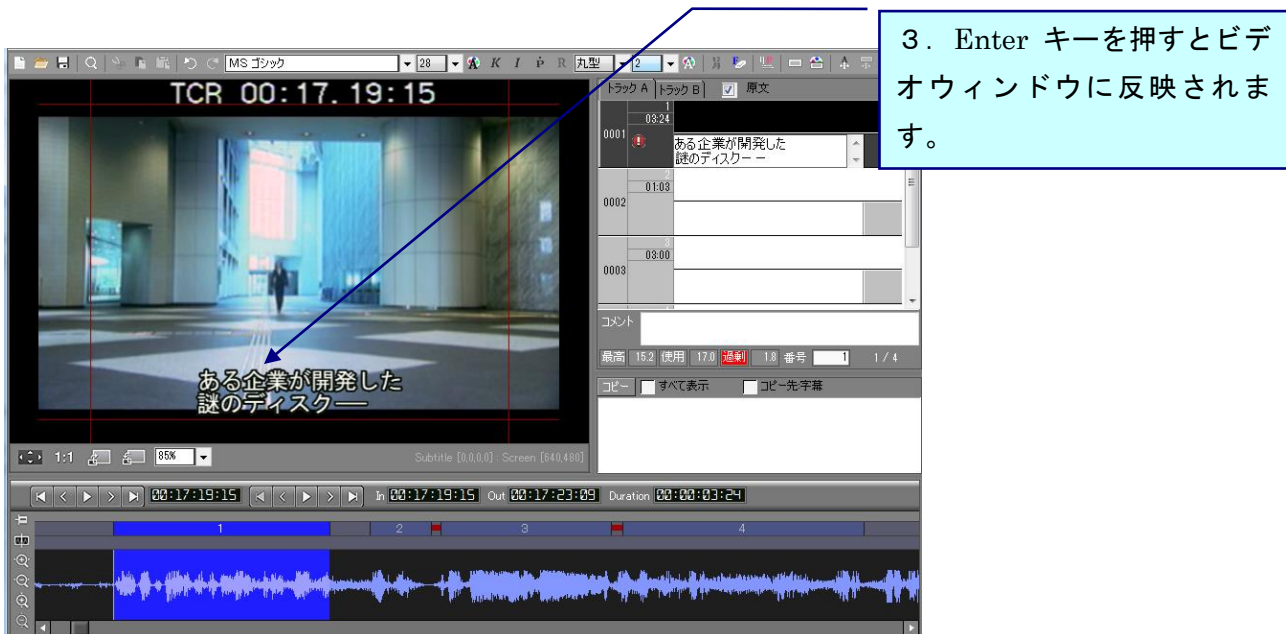 ３．Enter キーを押すとビデ
オウィンドウに反映されま
す。
MS ゴシック 28 K I P R 丸型 2
TCR 00:17.19:15
ある企業が開発した
謎のディスク――
トラック A トラック B 原文
1
03:24
0001
ある企業が開発した
謎のディスクー ー
2
01:03
0002
3
03:00
0003
コメント
最高 15.2 使用 17.0 過剰 1.8 番号 1 1 / 4
コピー すべて表示 コピー先字幕
1:1 85% Subtitle [0,0,0,0] : Screen [640,480]
00:17:19:15 In 00:17:19:15 Out 00:17:23:09 Duration 00:00:03:24
1 2 3 4